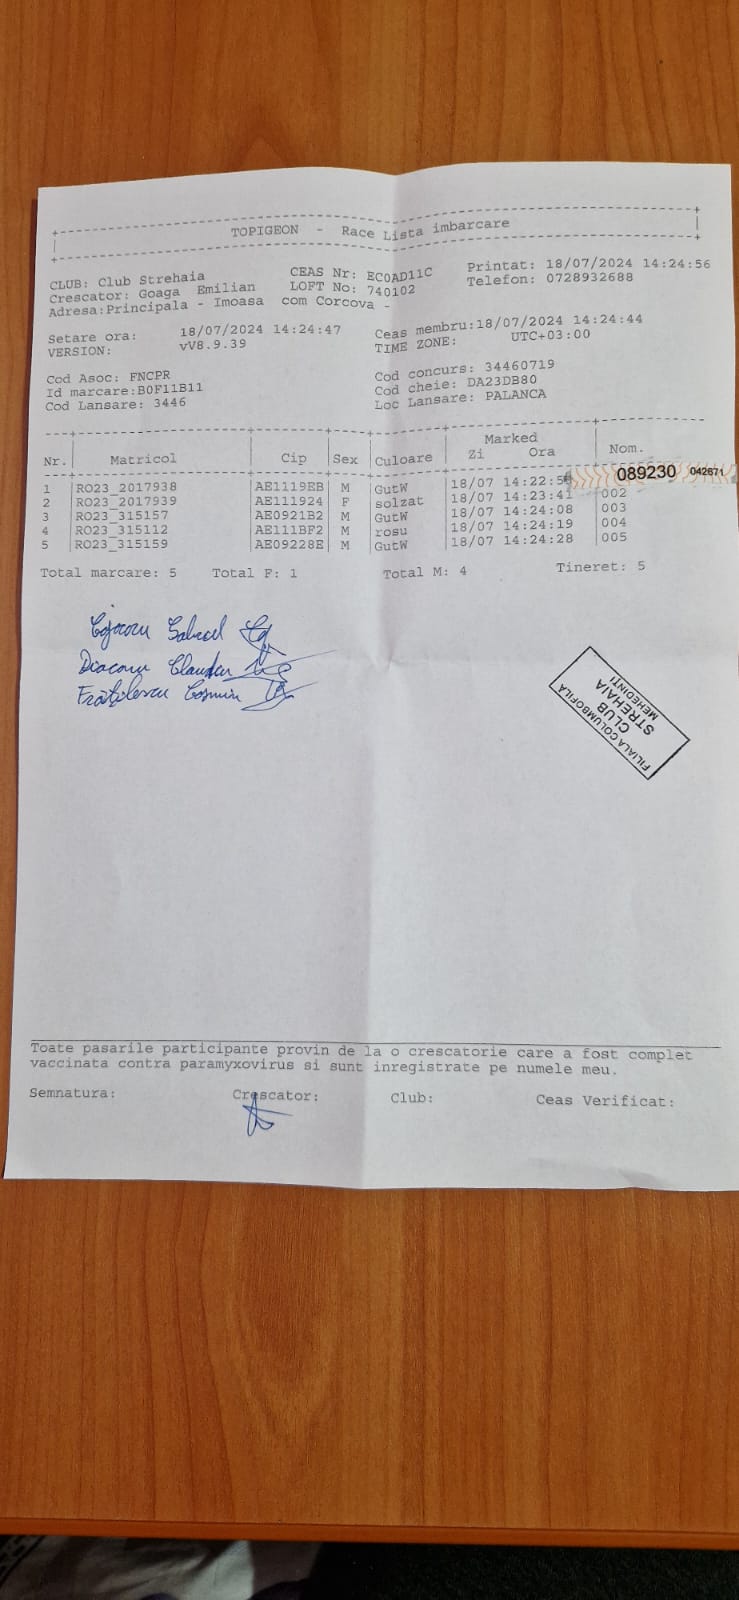 TOPIGEON - Race Lista imbarcare
CLUB: Club Strehaia CEAS Nr: EC0AD11C Printat: 18/07/2024 14:24:56
Crescator: Goaga Emilian LOFT No: 740102 Telefon: 0728932688
Adresa:Principala - Imoasa com Corcova -
Setare ora: 18/07/2024 14:24:47 Ceas membru:18/07/2024 14:24:44
VERSION: vV8.9.39 TIME ZONE: UTC+03:00
Cod Asoc: FNCPR Cod concurs: 34460719
Id marcare:B0F11B11 Cod cheie: DA23DB80
Cod Lansare: 3446 Loc Lansare: PALANCA
Marked
Nr. Matricol Cip Sex Culoare Zi Ora Nom.
089230 042671
1 RO23_2017938 AE1119EB M GutW 18/07
2 RO23_2017939 AE111924 F solzat 18/07 14:23:41 002
3 RO23_315157 AE0921B2 M GutW 18/07 14:24:08 003
4 RO23_315112 AE111BF2 M rosu 18/07 14:24:19 004
5 RO23_315159 AE09228E M GutW 18/07 14:24:28 005
Total marcare: 5 Total F: 1 Total M: 4 Tineret: 5
Cojocaru Gabriel
Diaconu Claudiu
Frătilescu Cosmin
FILIALA COLUMBOFILA
CLUB
STREHAIA
MEHEDINTI
Toate pasarile participante provin de la o crescatorie care a fost complet
vaccinata contra paramyxovirus si sunt inregistrate pe numele meu.
Semnatura: Crescator: Club: Ceas Verificat: